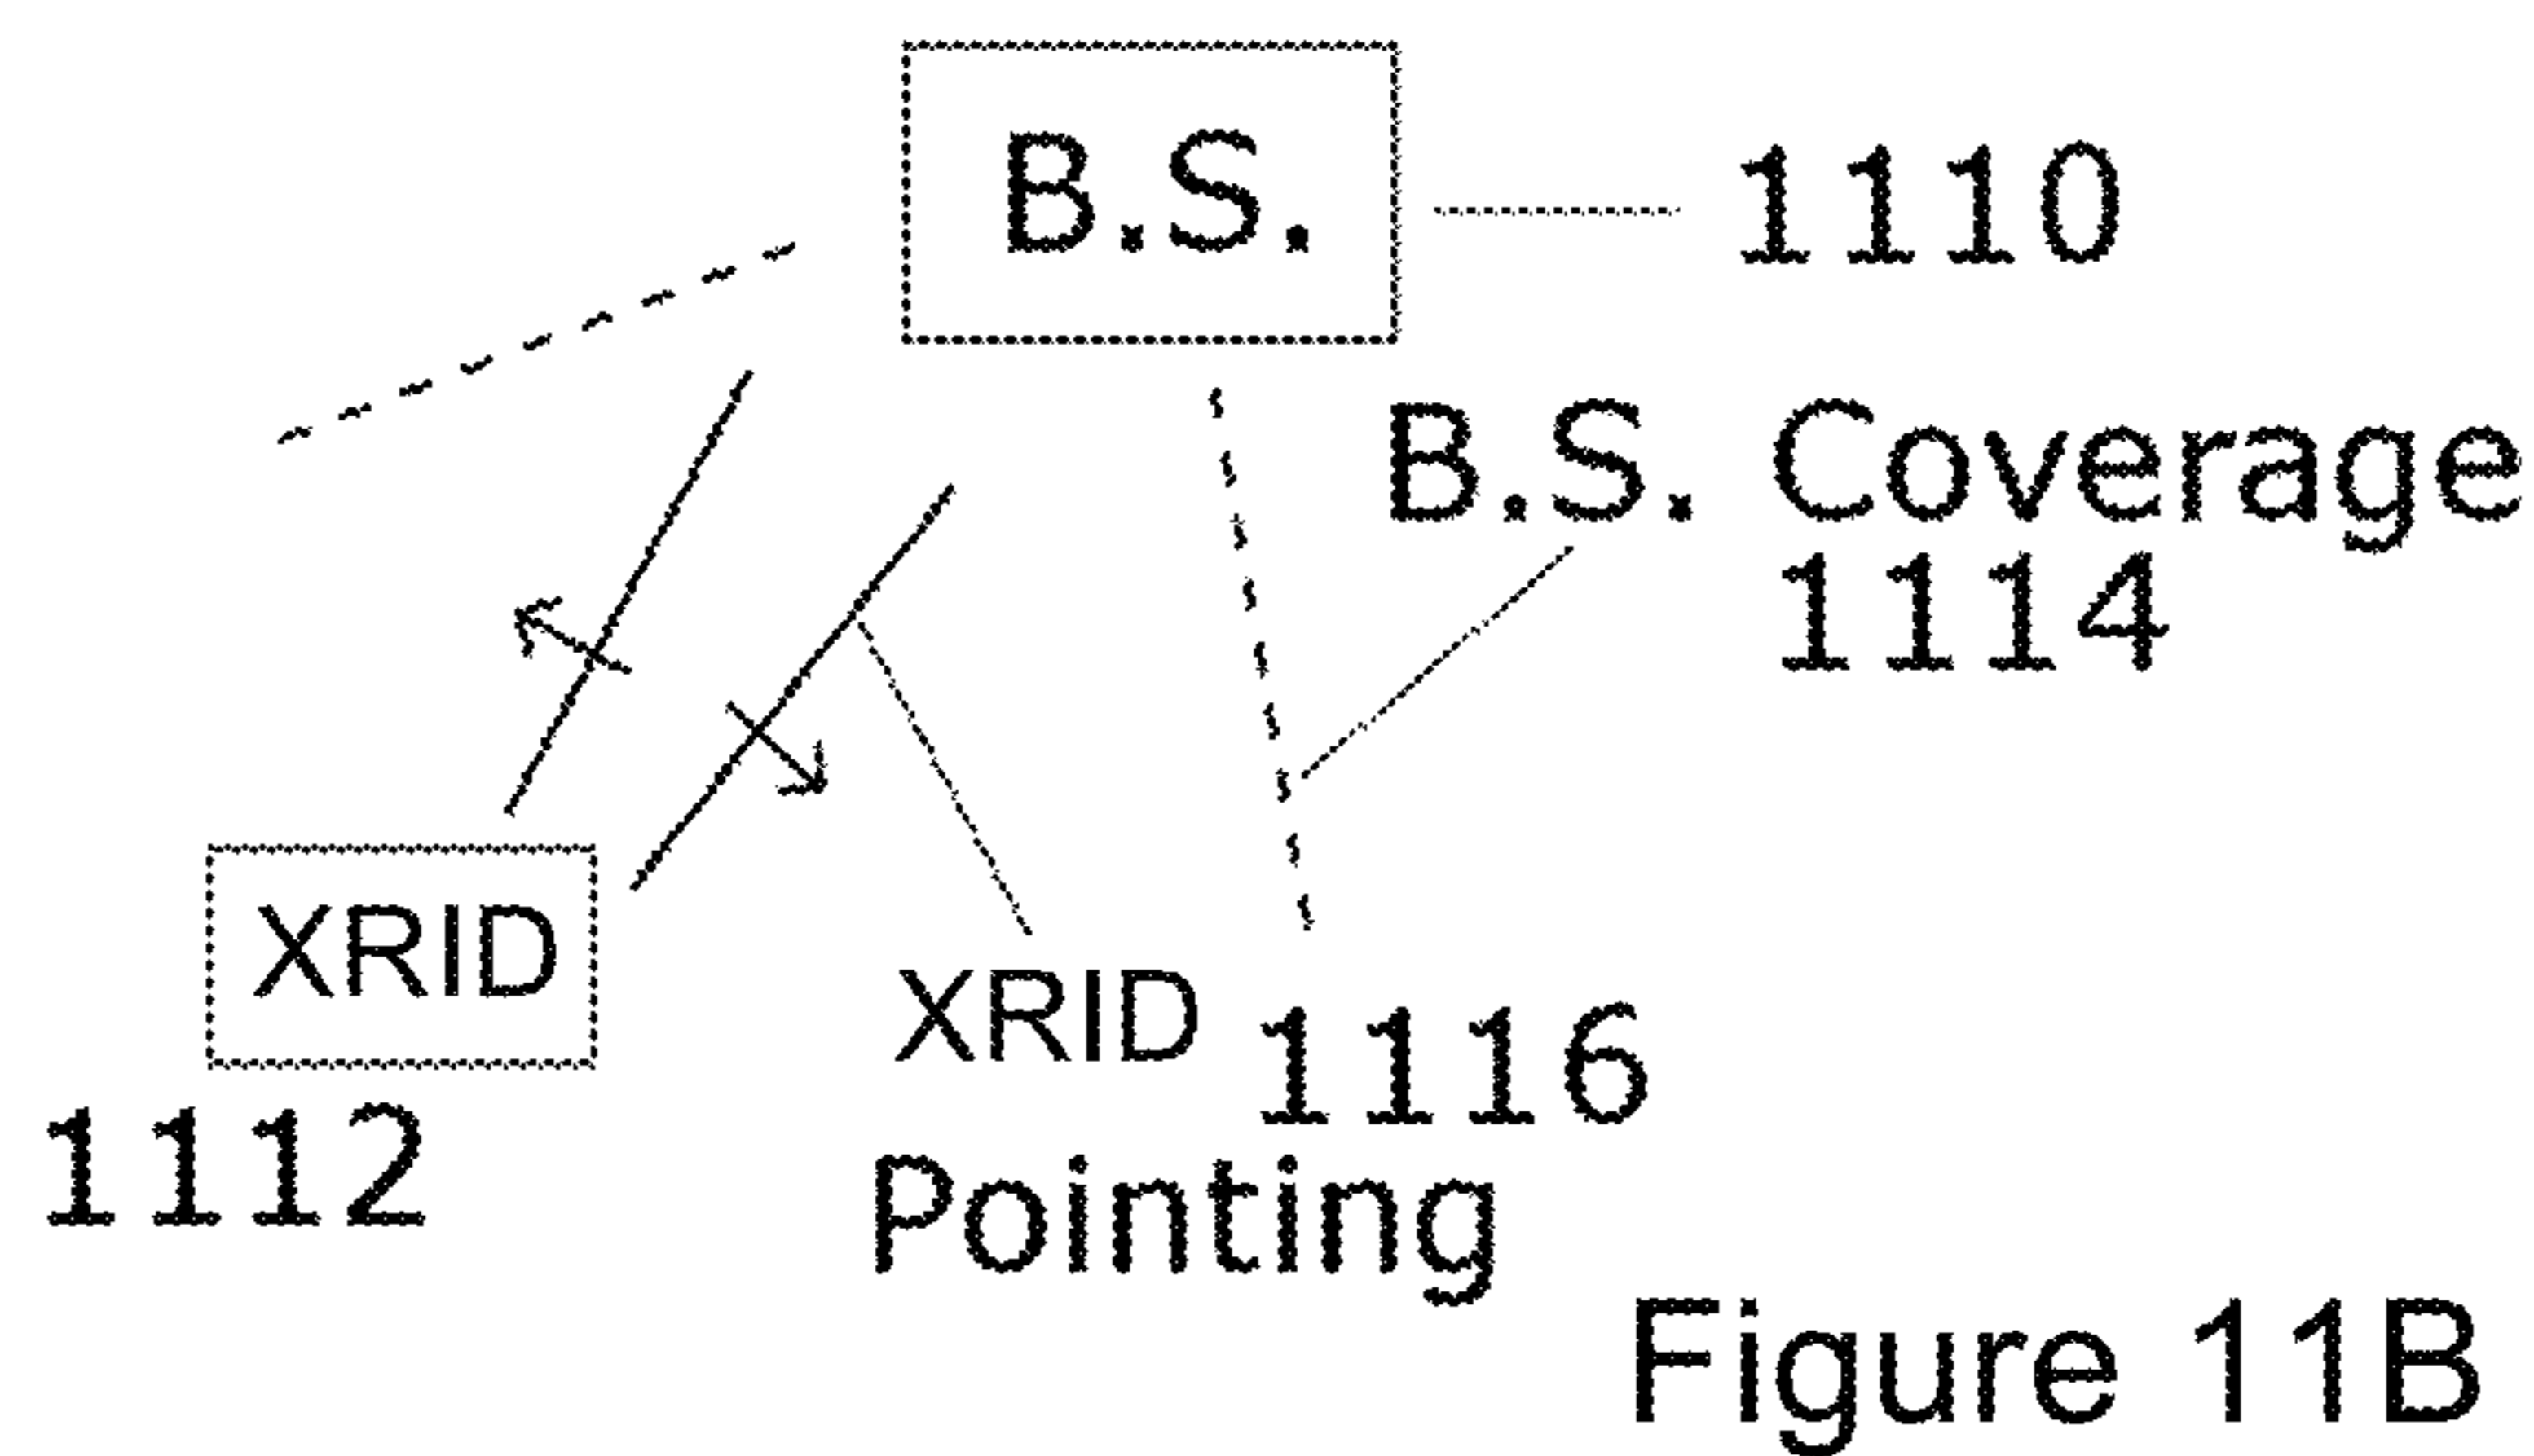 B.S.
1110
B.S. Coverage
1114
XRID
1112
XRID 1116
Pointing
Figure 11B